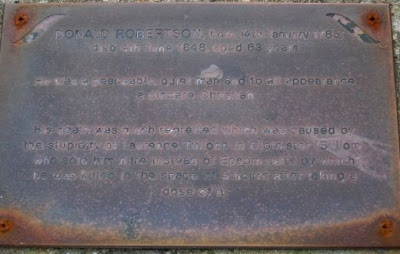 DONALD ROBERTSON, born 14th January 1785
died 4th June 1848, aged 63 years
He was a peaceable, quiet man, and to all appearance
a sincere Christian.
His death was much regretted which was caused by
the stupidity of Laurence Tulloch in Clothister (Sullom)
who sold him nitre instead of Epsom salts by which
he was killed in the space of 5 hours after taking a
dose of it.